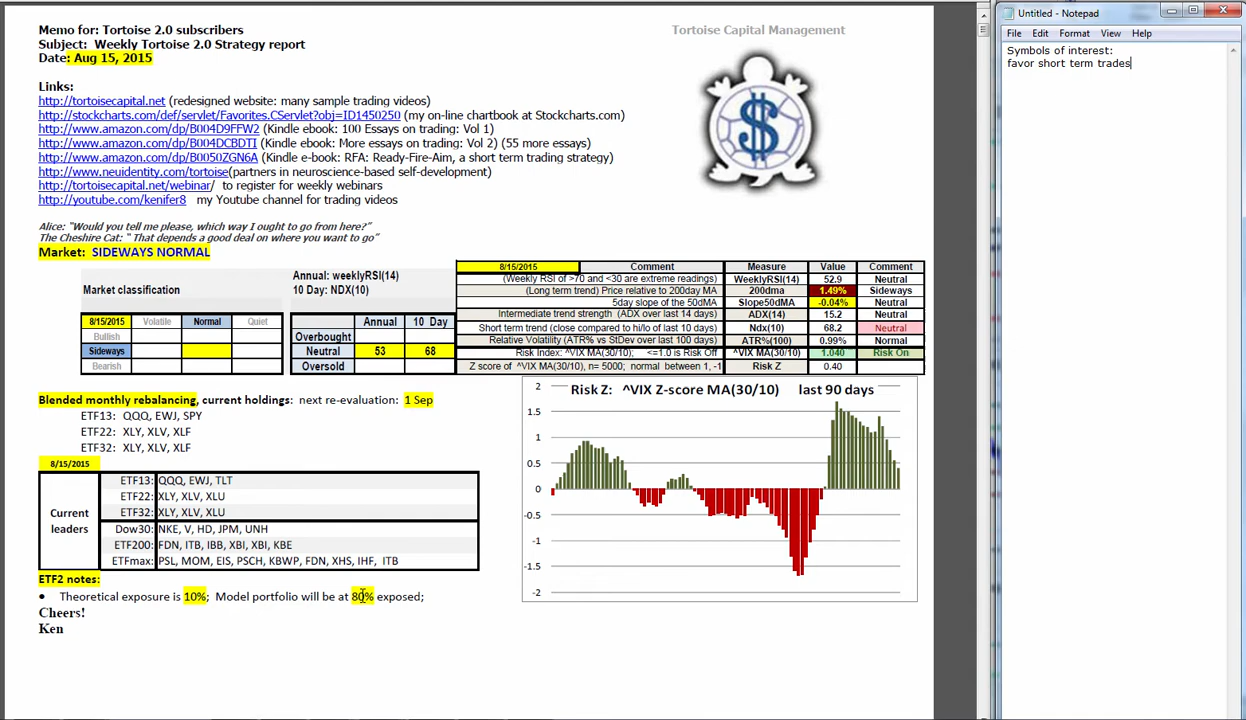 Memo for: Tortoise 2.0 subscribers
Subject: Weekly Tortoise 2.0 Strategy report
Date: Aug 15, 2015
Tortoise Capital Management
$
Links:
http://tortoisecapital.net (redesigned website: many sample trading videos)
http://stockcharts.com/def/servlet/Favorites.CServlet?obj=ID1450250 (my on-line chartbook at Stockcharts.com)
http://www.amazon.com/dp/B004D9FFW2 (Kindle ebook: 100 Essays on trading: Vol 1)
http://www.amazon.com/dp/B004DCBDTI (Kindle ebook: More essays on trading: Vol 2) (55 more essays)
http://www.amazon.com/dp/B0050ZGN6A (Kindle e-book: RFA: Ready-Fire-Aim, a short term trading strategy)
http://www.neuidentity.com/tortoise(partners in neuroscience-based self-development)
http://tortoisecapital.net/webinar/ to register for weekly webinars
http://youtube.com/kenifer8 my Youtube channel for trading videos
Alice: "Would you tell me please, which way I ought to go from here?"
The Cheshire Cat: " That depends a good deal on where you want to go"
Market: SIDEWAYS NORMAL
Market classification
8/15/2015 Volatile Normal Quiet
Bullish
Sideways
Bearish
Annual: weeklyRSI(14)
10 Day: NDX(10)
Annual 10 Day
Overbought
Neutral 53 68
Oversold
8/15/2015 Comment Measure Value Comment
(Weekly RSI of >70 and <30 are extreme readings) WeeklyRSI(14) 52.9 Neutral
(Long term trend) Price relative to 200day MA 200dma 1.49% Sideways
5day slope of the 50dMA Slope50dMA -0.04% Neutral
Intermediate trend strength (ADX over last 14 days) ADX(14) 15.2 Neutral
Short term trend (close compared to hi/lo of last 10 days) Ndx(10) 68.2 Neutral
Relative Volatility (ATR% vs StDev over last 100 days) ATR%(100) 0.99% Normal
Risk Index: ^VIX MA(30/10); <=1.0 is Risk Off ^VIX MA(30/10) 1.040 Risk On
Z score of ^VIX MA(30/10), n= 5000; normal between 1, -1 Risk Z 0.40
Blended monthly rebalancing, current holdings: next re-evaluation: 1 Sep
ETF13: QQQ, EWJ, SPY
ETF22: XLY, XLV, XLF
ETF32: XLY, XLV, XLF
8/15/2015
Current leaders
ETF13: QQQ, EWJ, TLT
ETF22: XLY, XLV, XLU
ETF32: XLY, XLV, XLU
Dow30: NKE, V, HD, JPM, UNH
ETF200: FDN, ITB, IBB, XBI, XBI, KBE
ETFmax: PSL, MOM, EIS, PSCH, KBWP, FDN, XHS, IHF, ITB
Risk Z: ^VIX Z-score MA(30/10) last 90 days
2
1.5
1
0.5
0
-0.5
-1
-1.5
-2
ETF2 notes:
• Theoretical exposure is 10%; Model portfolio will be at 80% exposed;
Cheers!
Ken
Untitled - Notepad
File Edit Format View Help
Symbols of interest:
favor short term trades